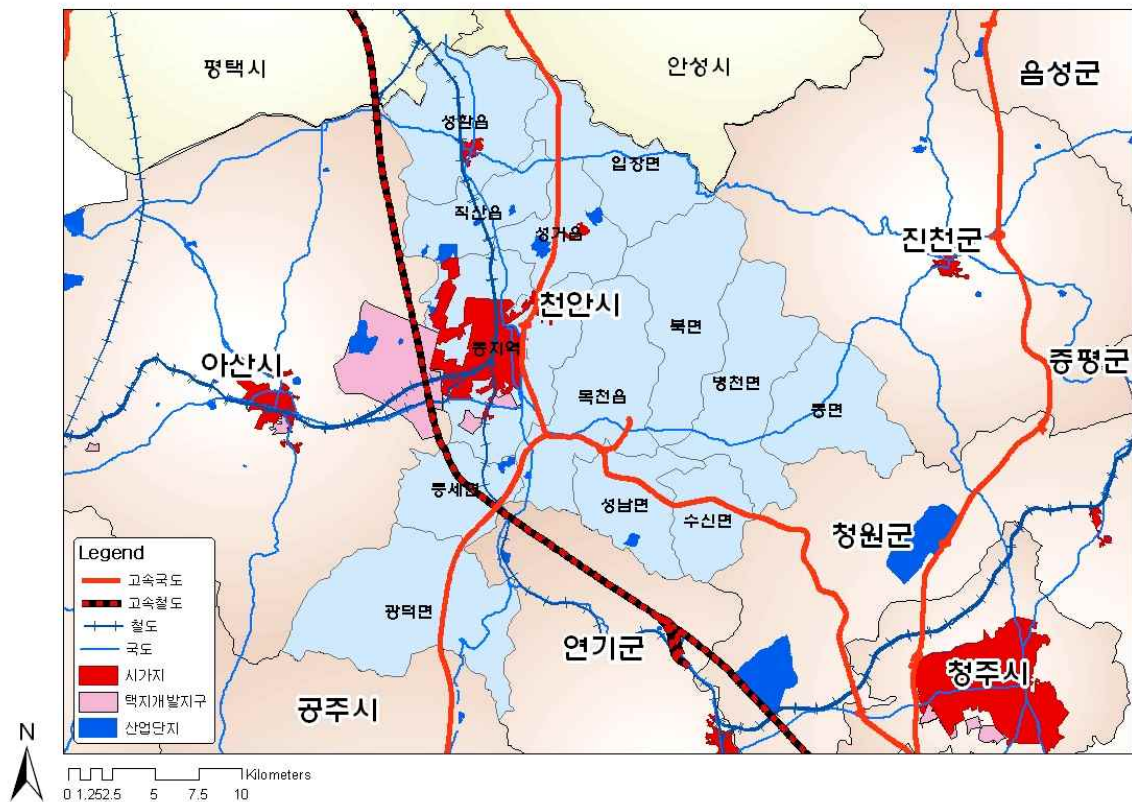 평택시
안성시
음성군
성환읍
입장면
직산읍
성거읍
진천군
천안시
북면
동지역
아산시
증평군
병천면
목천읍
동면
풍세면
성남면
수신면
청원군
광덕면
연기군
청주시
공주시
Legend
고속국도
고속철도
철도
국도
시가지
택지개발지구
산업단지
N
0 1.252.5 5 7.5 10
Kilometers